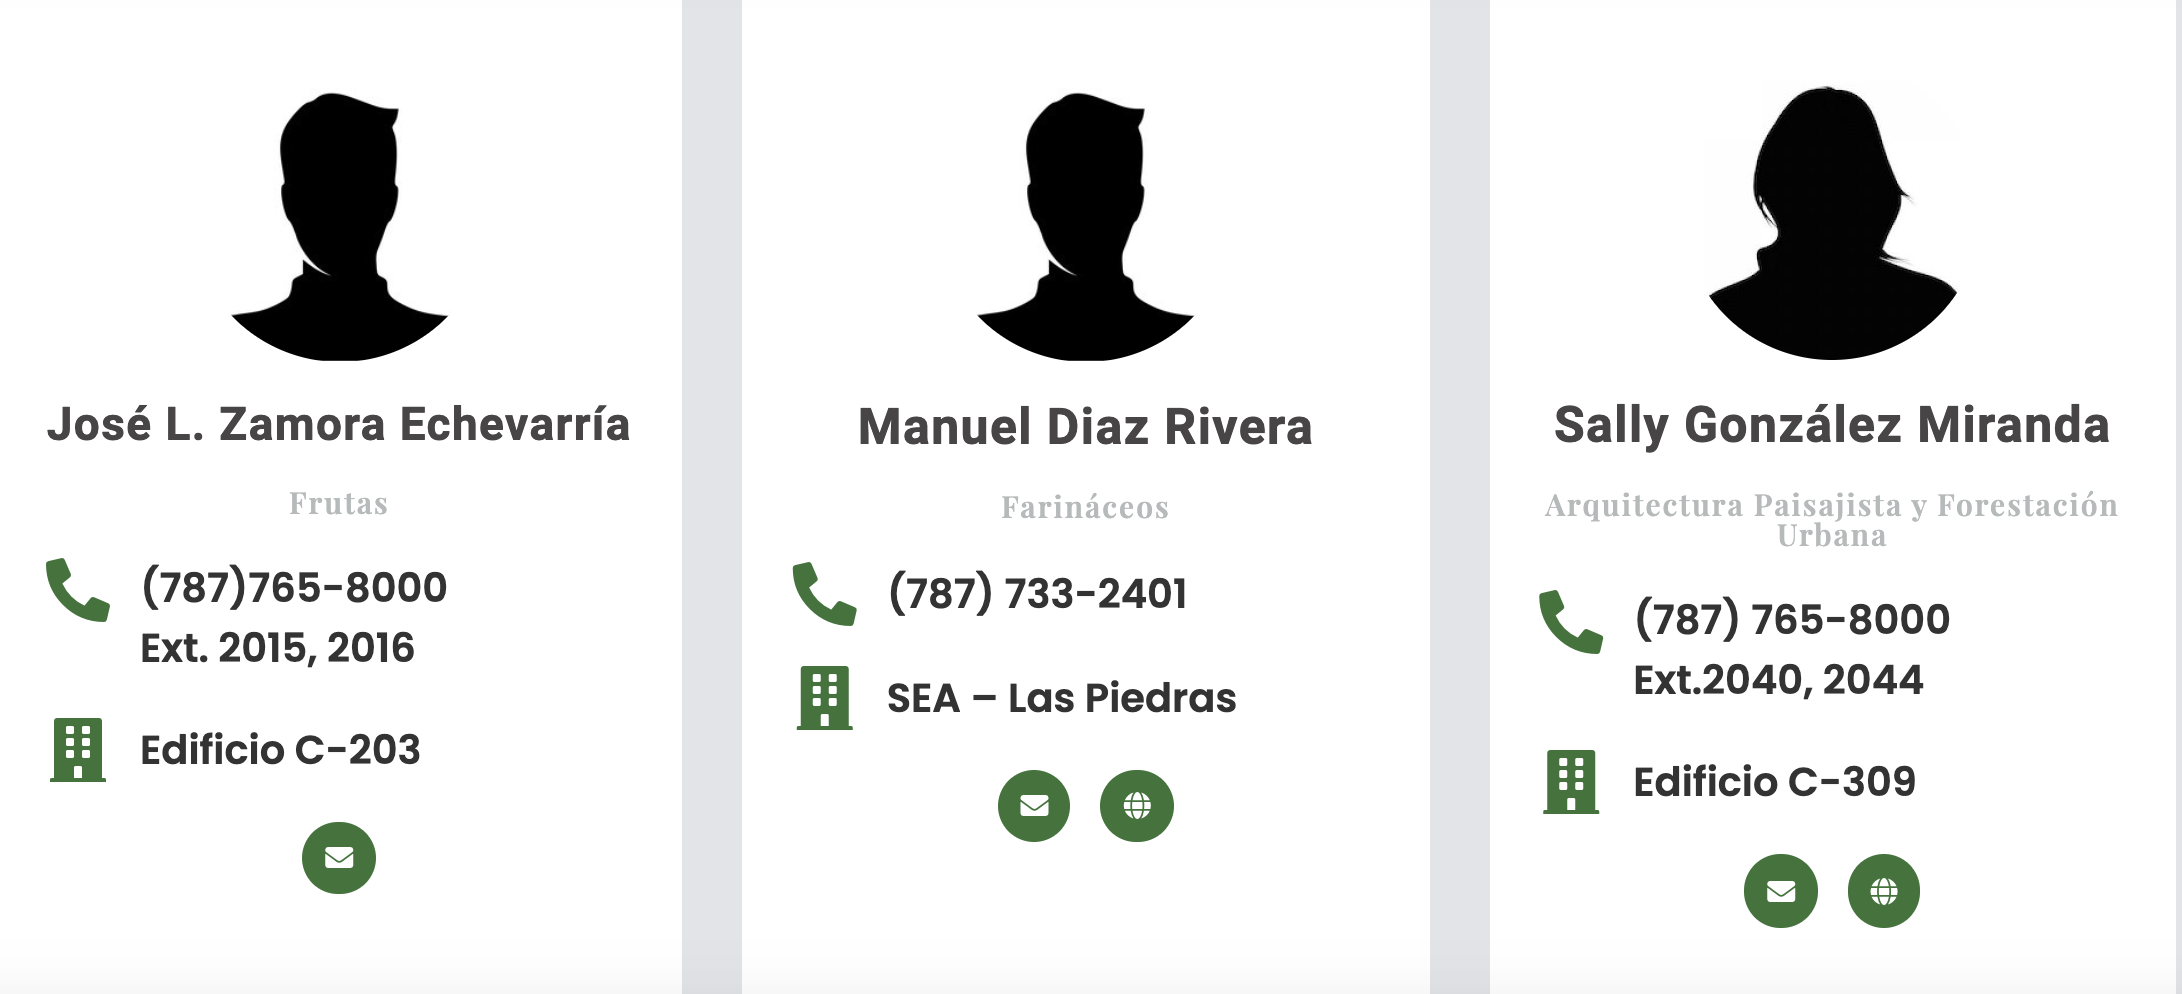 José L. Zamora Echevarría
Frutas
(787)765-8000
Ext. 2015, 2016
Edificio C-203
Manuel Diaz Rivera
Farináceos
(787) 733-2401
SEA – Las Piedras
Sally González Miranda
Arquitectura Paisajista y Forestación
Urbana
(787) 765-8000
Ext.2040, 2044
Edificio C-309